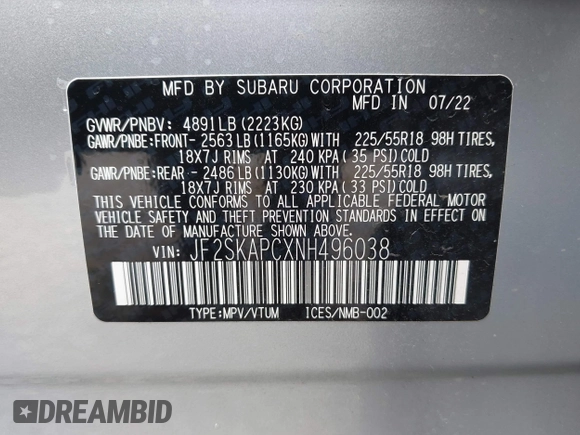 MFD BY SUBARU CORPORATION
MFD IN 07/22
GVWR/PNBV: 4891LB(2223KG)
GAWR/PNBE:FRONT-2563LB(1165KG)WITH 225/55R18 98H TIRES,
18X7J RIMS AT 240 KPA(35 PSI)COLD
GAWR/PNBE:REAR -2486LB(1130KG)WITH 225/55R18 98H TIRES,
18X7J RIMS AT 230 KPA(33 PSI)COLD
THIS VEHICLE CONFORMS TO ALL APPLICABLE FEDERAL MOTOR
VEHICLE SAFETY AND THEFT PREVENTION STANDARDS IN EFFECT
ON THE DATE OF MANUFACTURE SHOWN ABOVE.
VIN: JF2SKAPCXNH496038
TYPE:MPV/VTUM ICES/NMB-002
DREAMBID